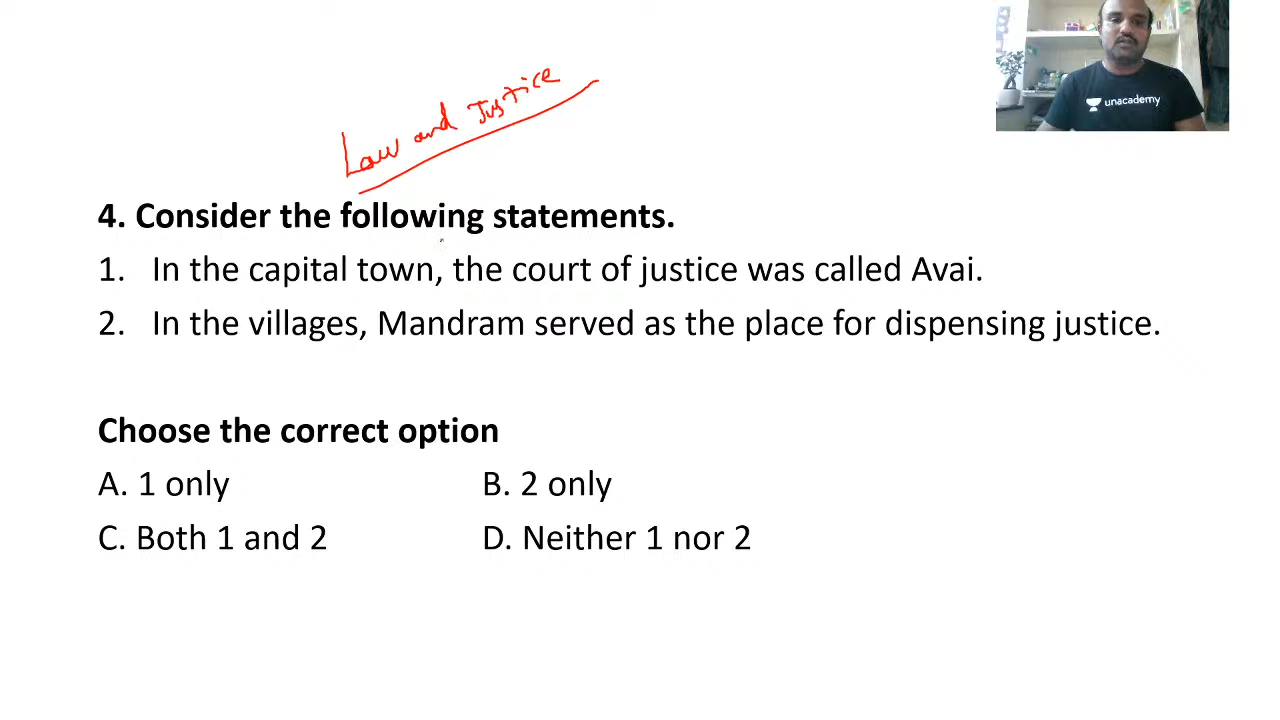 unacademy
Law and Justice
4. Consider the following statements.
1. In the capital town, the court of justice was called Avai.
2. In the villages, Mandram served as the place for dispensing justice.
Choose the correct option
A. 1 only B. 2 only
C. Both 1 and 2 D. Neither 1 nor 2